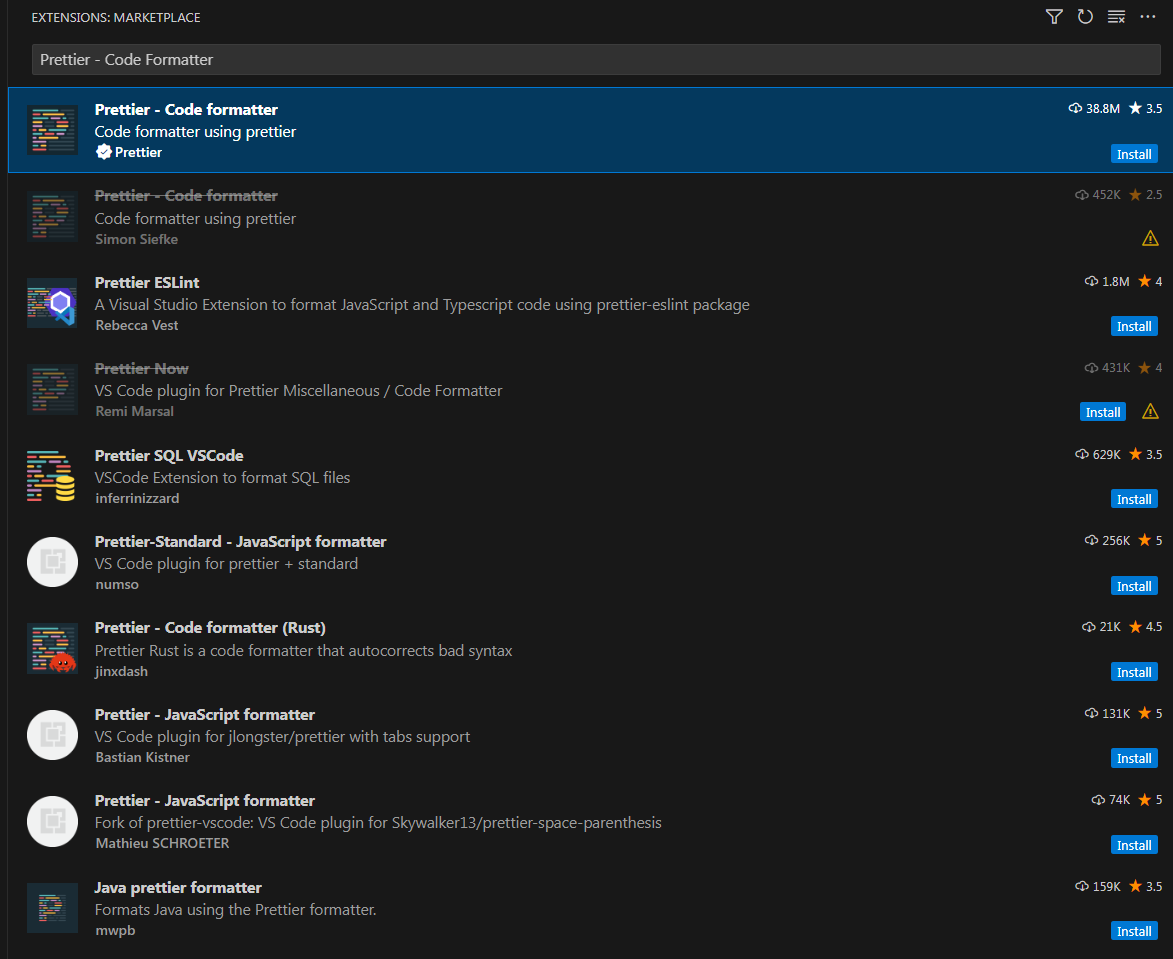 EXTENSIONS: MARKETPLACE
Prettier - Code Formatter
Prettier - Code formatter 38.8M 3.5
Code formatter using prettier
Prettier Install
Prettier - Code formatter 452K 2.5
Code formatter using prettier
Simon Siefke
Prettier ESLint 1.8M 4
A Visual Studio Extension to format JavaScript and Typescript code using prettier-eslint package
Rebecca Vest Install
Prettier Now 431K 4
VS Code plugin for Prettier Miscellaneous / Code Formatter
Remi Marsal Install
Prettier SQL VSCode 629K 3.5
VSCode Extension to format SQL files
inferrinizzard Install
Prettier-Standard - JavaScript formatter 256K 5
VS Code plugin for prettier + standard
numso Install
Prettier - Code formatter (Rust) 21K 4.5
Prettier Rust is a code formatter that autocorrects bad syntax
jinxdash Install
Prettier - JavaScript formatter 131K 5
VS Code plugin for jlongster/prettier with tabs support
Bastian Kistner Install
Prettier - JavaScript formatter 74K 5
Fork of prettier-vscode: VS Code plugin for Skywalker13/prettier-space-parenthesis
Mathieu SCHROETER Install
Java prettier formatter 159K 3.5
Formats Java using the Prettier formatter.
mwpb Install